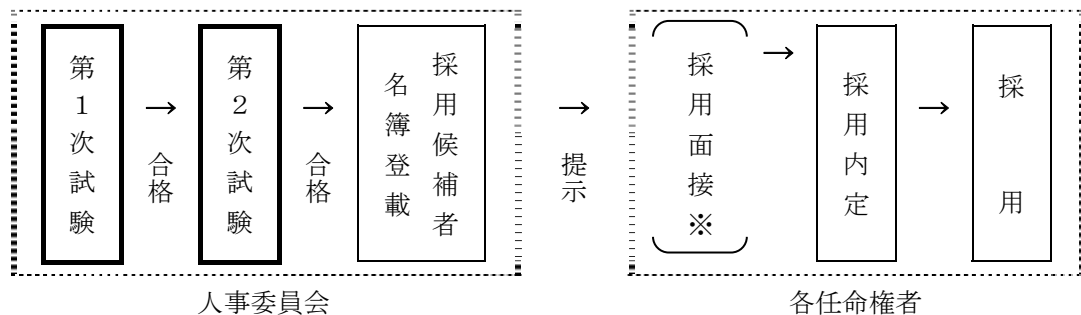 第1次試験
→
合格
第2次試験
→
合格
採用候補者
名簿登載
→
提示
採用面接※
→
採用内定
→
採用
人事委員会
各任命権者